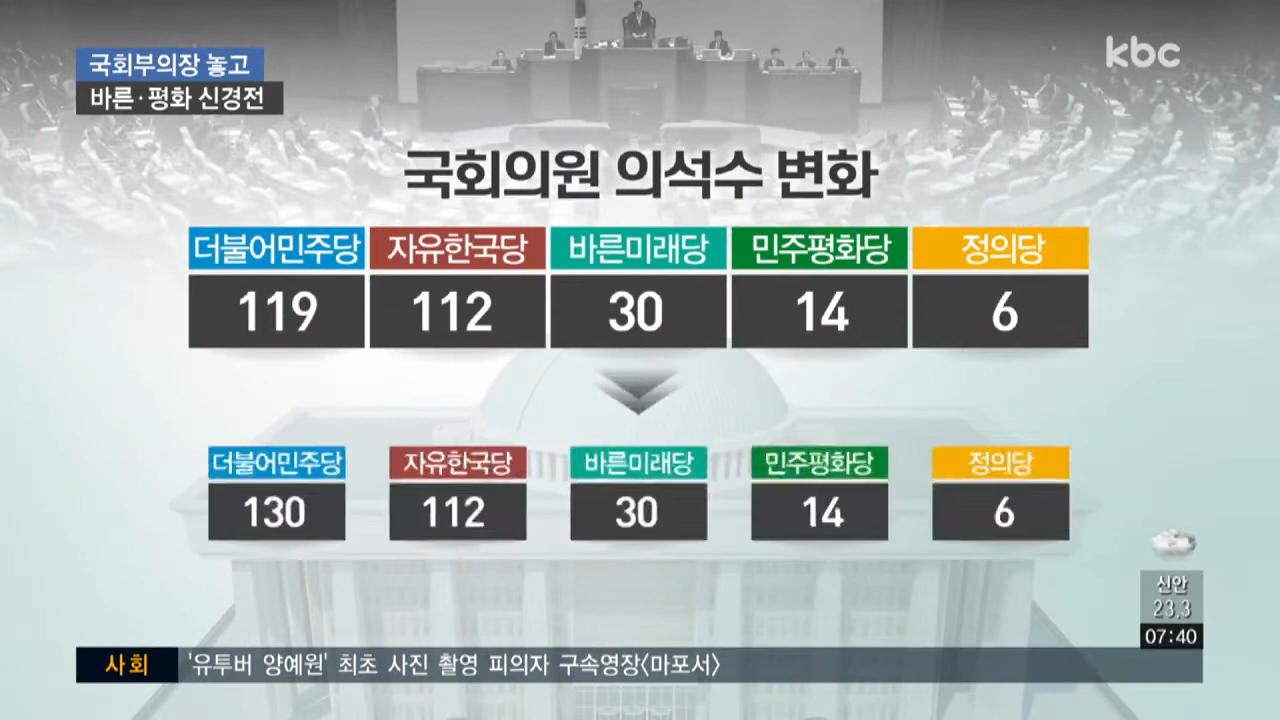 국회부의장 놓고
바른·평화 신경전
kbc
국회의원 의석수 변화
더불어민주당 자유한국당 바른미래당 민주평화당 정의당
119 112 30 14 6
더불어민주당 자유한국당 바른미래당 민주평화당 정의당
130 112 30 14 6
신안
23.3
07:40
사회 '유투버 양예원' 최초 사진 촬영 피의자 구속영장<마포서>